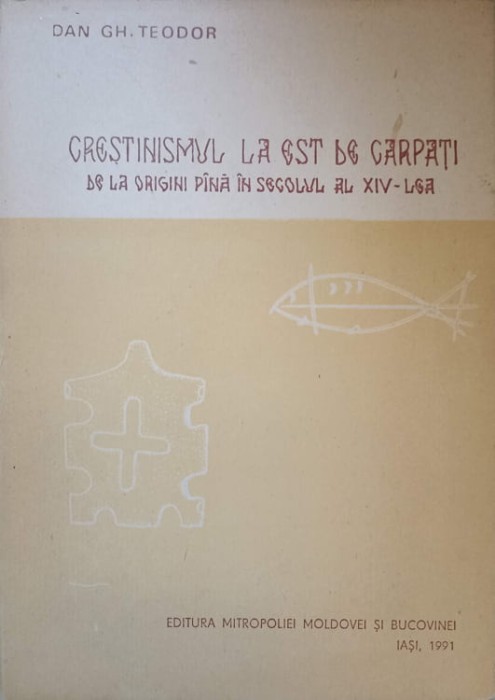 DAN GH. TEODOR
CREȘTINISMUL LA EST DE CARPAȚI
DE LA ORIGINI PÎNĂ ÎN SECOLUL AL XIV-LEA
EDITURA MITROPOLIEI MOLDOVEI ȘI BUCOVINEI
IAȘI, 1991